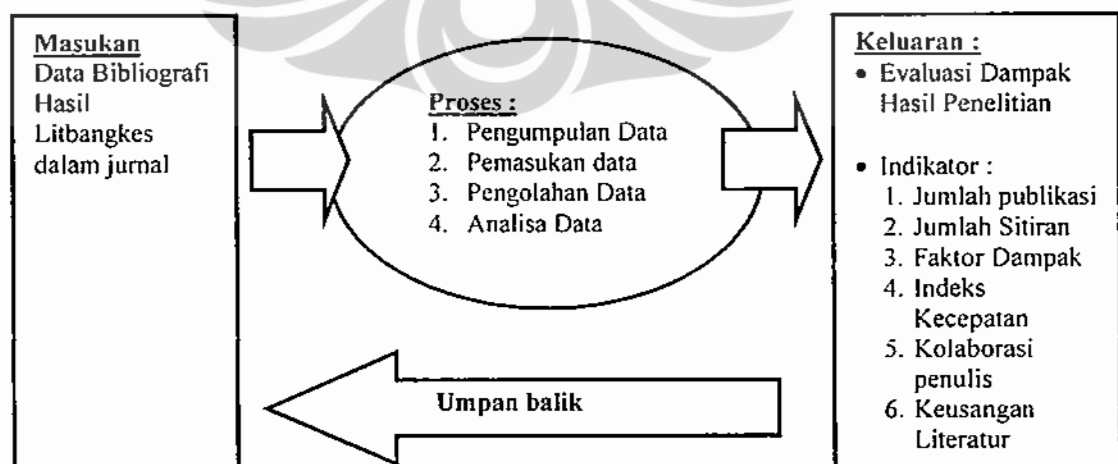 Masukan
Data Bibliografi
Hasil
Litbangkes
dalam jurnal
Proses :
1. Pengumpulan Data
2. Pemasukan data
3. Pengolahan Data
4. Analisa Data
Keluaran :
• Evaluasi Dampak
Hasil Penelitian
• Indikator :
1. Jumlah publikasi
2. Jumlah Sitiran
3. Faktor Dampak
4. Indeks
Kecepatan
5. Kolaborasi
penulis
6. Keusangan
Literatur
Umpan balik